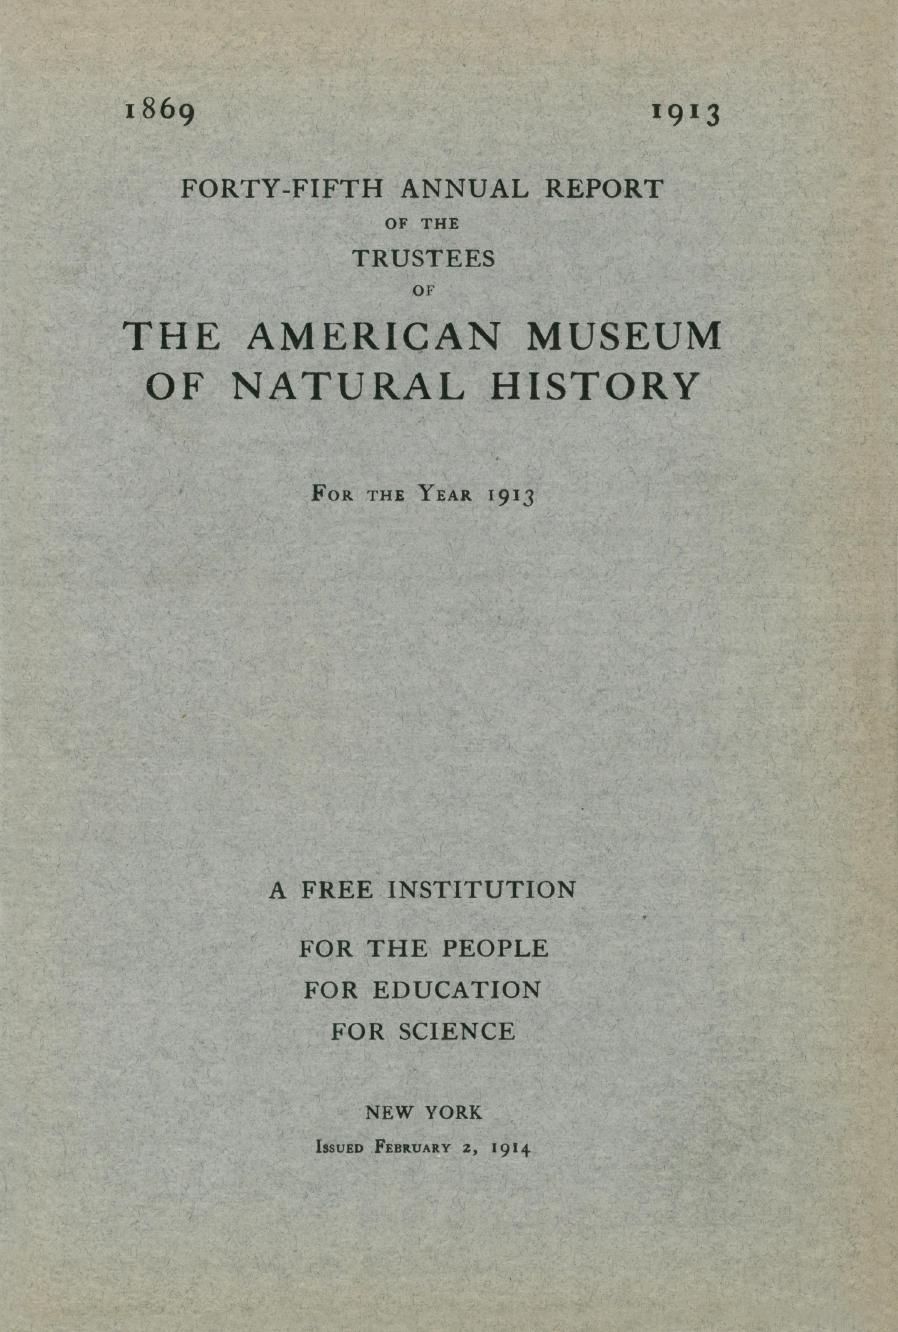 1869 1913
FORTY-FIFTH ANNUAL REPORT
OF THE
TRUSTEES
OF
THE AMERICAN MUSEUM
OF NATURAL HISTORY
FOR THE YEAR 1913
A FREE INSTITUTION
FOR THE PEOPLE
FOR EDUCATION
FOR SCIENCE
NEW YORK
ISSUED FEBRUARY 2, 1914